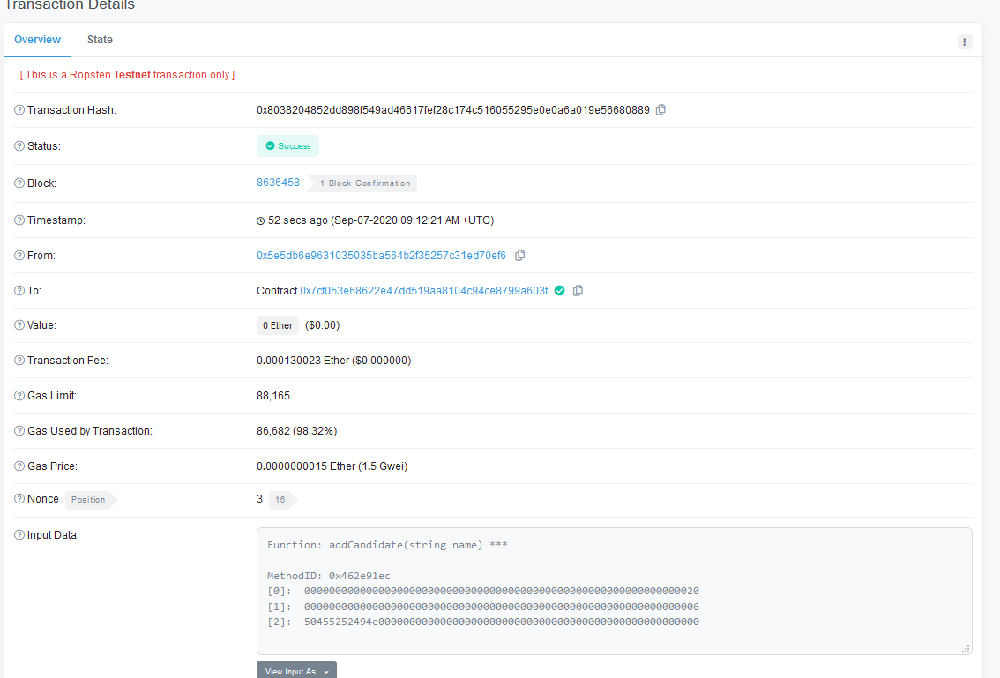 Transaction Details
Overview State
[ This is a Ropsten Testnet transaction only ]
Transaction Hash: 0x8038204852dd898f549ad46617fef28c174c516055295e0e0a6a019e56680889
Status: Success
Block: 8636458 1 Block Confirmation
Timestamp: 52 secs ago (Sep-07-2020 09:12:21 AM +UTC)
From: 0x5e5db6e9631035035ba564b2f35257c31ed70ef6
To: Contract 0x7cf053e68622e47dd519aa8104c94ce8799a603f
Value: 0 Ether ($0.00)
Transaction Fee: 0.000130023 Ether ($0.000000)
Gas Limit: 88,165
Gas Used by Transaction: 86,682 (98.32%)
Gas Price: 0.0000000015 Ether (1.5 Gwei)
Nonce Position 3 16
Input Data:
Function: addCandidate(string name) ***
MethodID: 0x462e91ec
[0]: 0000000000000000000000000000000000000000000000000000000000000020
[1]: 0000000000000000000000000000000000000000000000000000000000000006
[2]: 50455252494e0000000000000000000000000000000000000000000000000000
View Input As